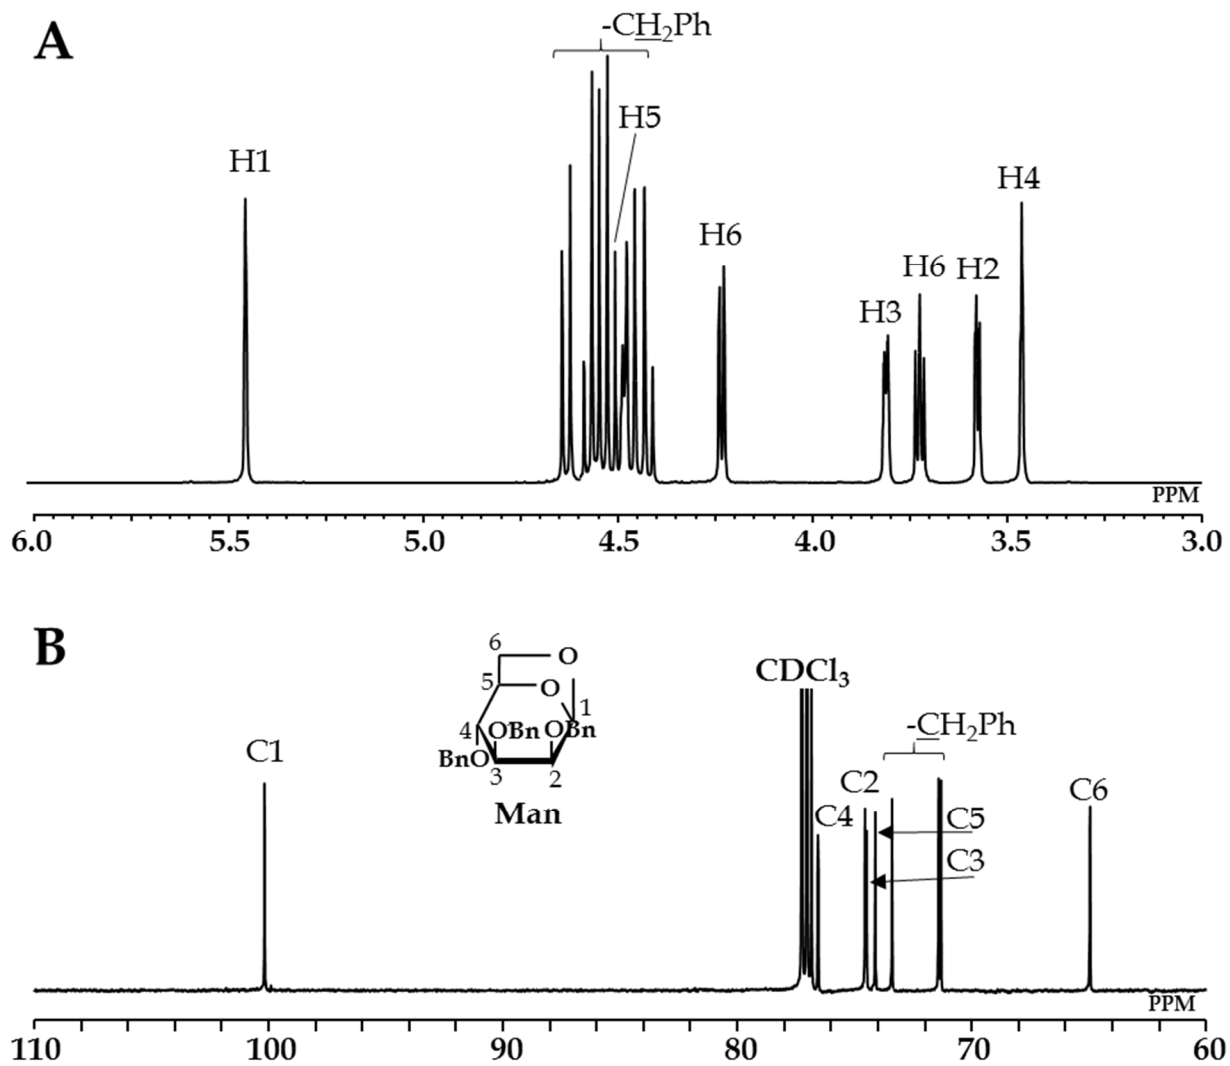 A
-CH₂Ph
H5
H1
H4
H6
H6 H2
H3
PPM
6.0 5.5 5.0 4.5 4.0 3.5 3.0
B
6
O
CDCl₃
5
O
1
-CH₂Ph
4
OBn
OBn
C1
BnO
3
2
C2
C6
Man
C4
C5
C3
PPM
110 100 90 80 70 60